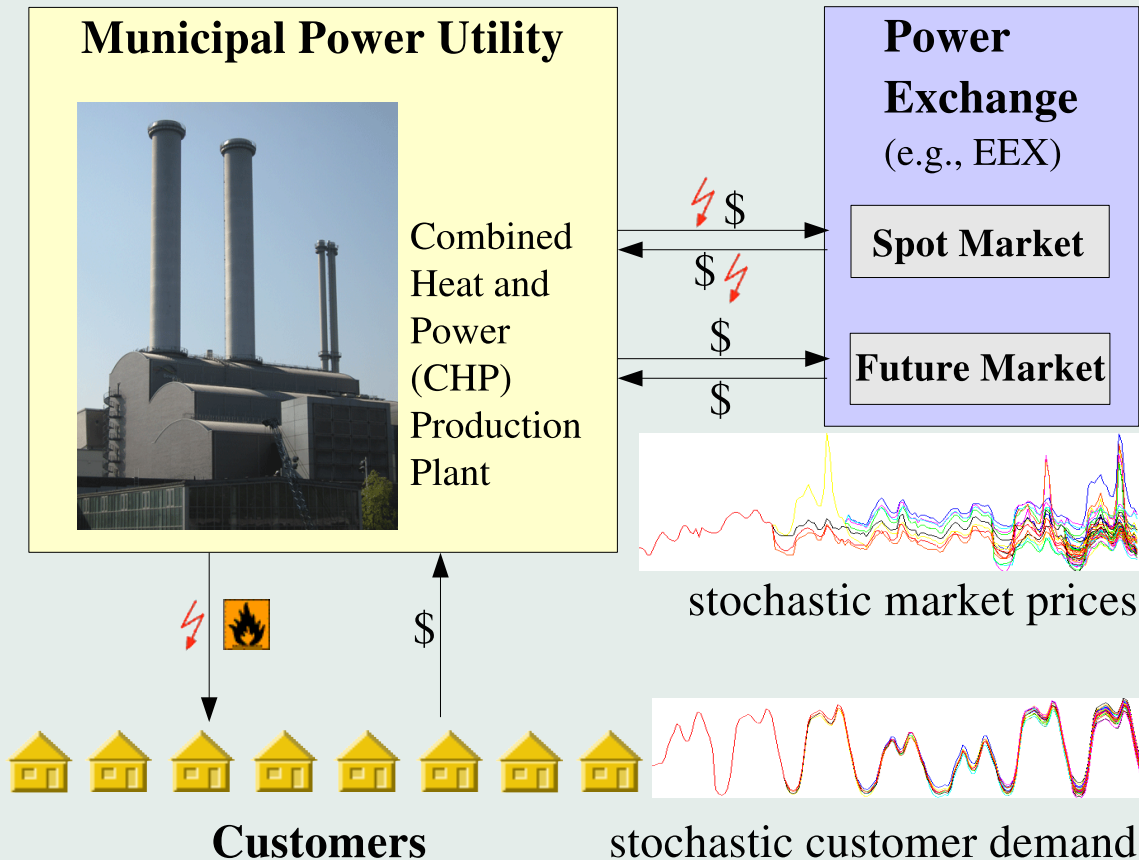 Municipal Power Utility
Combined
Heat and
Power
(CHP)
Production
Plant
Power
Exchange
(e.g., EEX)
$
Spot Market
$
$
Future Market
$
stochastic market prices
$
Customers
stochastic customer demand